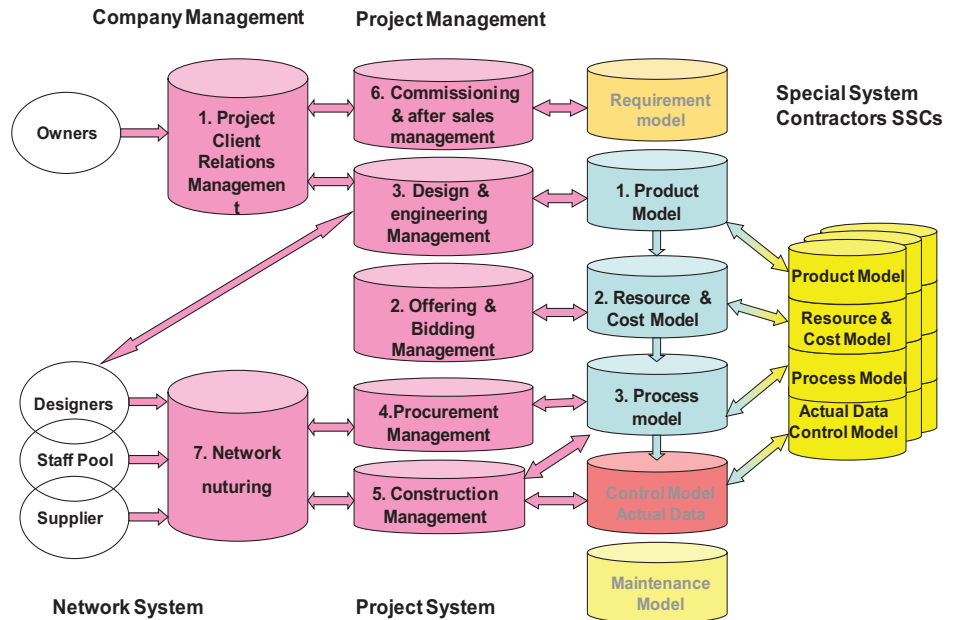 Company Management
Project Management
Special System
Contractors SSCs
Owners
1. Project
Client
Relations
Managemen
t
6. Commissioning
& after sales
management
Requirement
model
3. Design &
engineering
Management
1. Product
Model
2. Offering &
Bidding
Management
2. Resource &
Cost Model
Product Model
Resource &
Cost Model
Process Model
Actual Data
Control Model
Designers
Staff Pool
Supplier
7. Network
nuturing
4.Procurement
Management
3. Process
model
5. Construction
Management
Control Model
Actual Data
Maintenance
Model
Network System
Project System